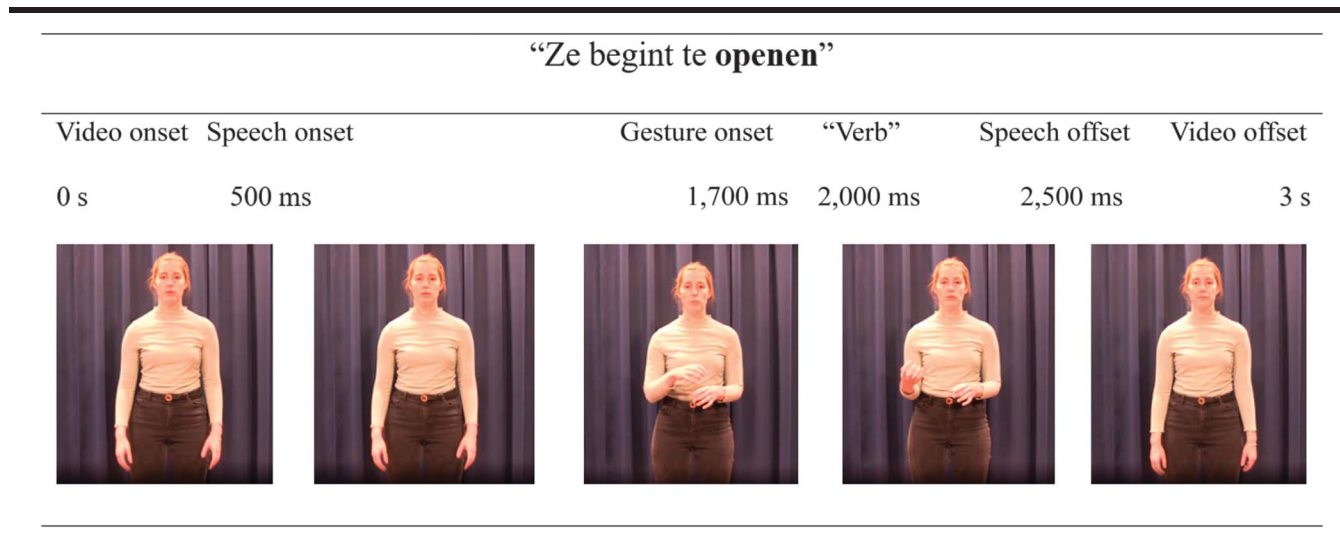 “Ze begint te openen”
Video onset Speech onset Gesture onset “Verb” Speech offset Video offset
0 s 500 ms 1,700 ms 2,000 ms 2,500 ms 3 s